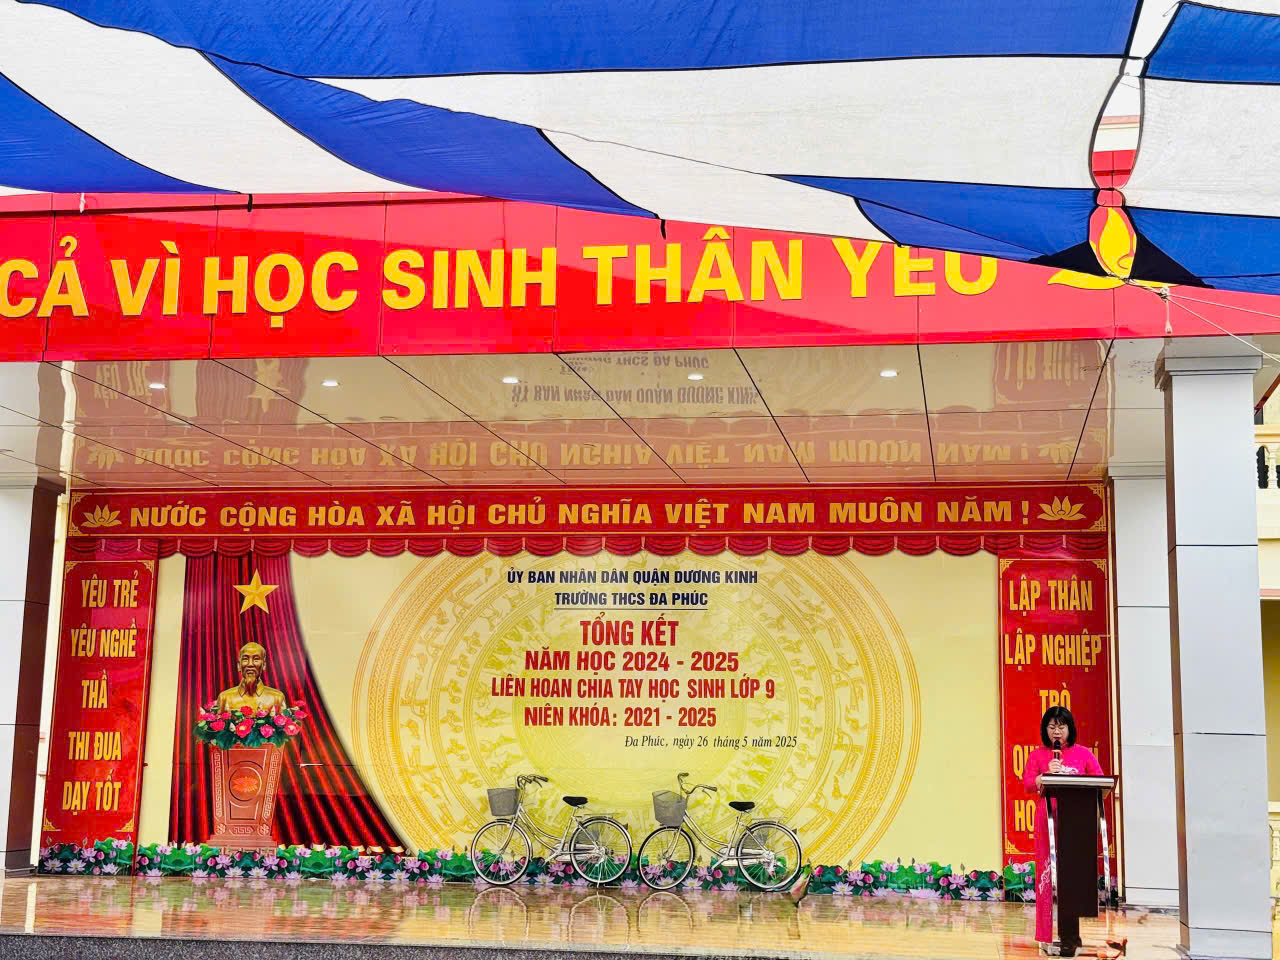 CẢ VÌ HỌC SINH THÂN YÊU
NƯỚC CỘNG HÒA XÃ HỘI CHỦ NGHĨA VIỆT NAM MUÔN NĂM !
YÊU TRẺ
YÊU NGHỀ
THẦ
THI ĐUA
DẠY TỐT
ỦY BAN NHÂN DÂN QUẬN DƯƠNG KINH
TRƯỜNG THCS ĐA PHÚC
TỔNG KẾT
NĂM HỌC 2024 - 2025
LIÊN HOAN CHIA TAY HỌC SINH LỚP 9
NIÊN KHÓA: 2021 - 2025
Đa Phúc, ngày 26 tháng 5 năm 2025
LẬP THÂN
LẬP NGHIỆP
TRÒ